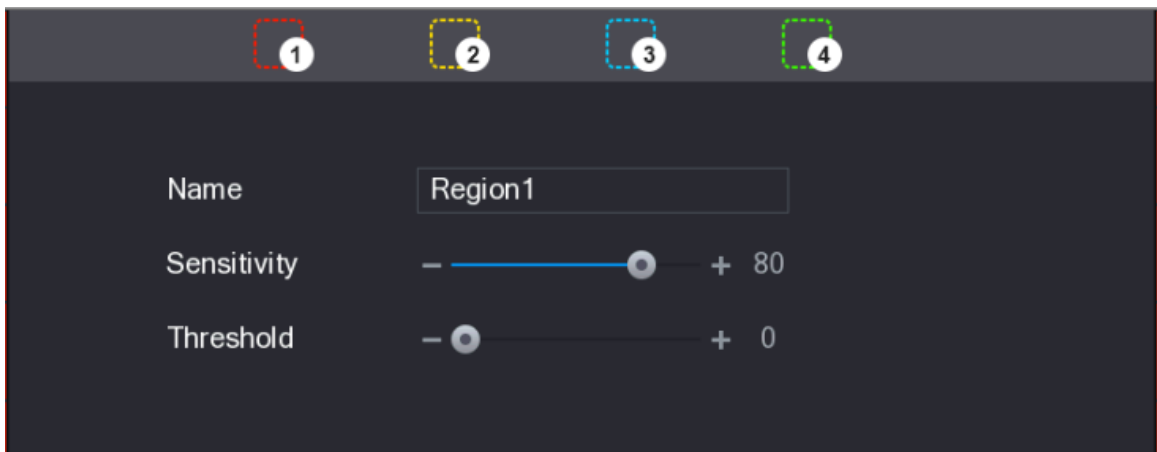 1 2 3 4
Name Region1
Sensitivity − + 80
Threshold − + 0